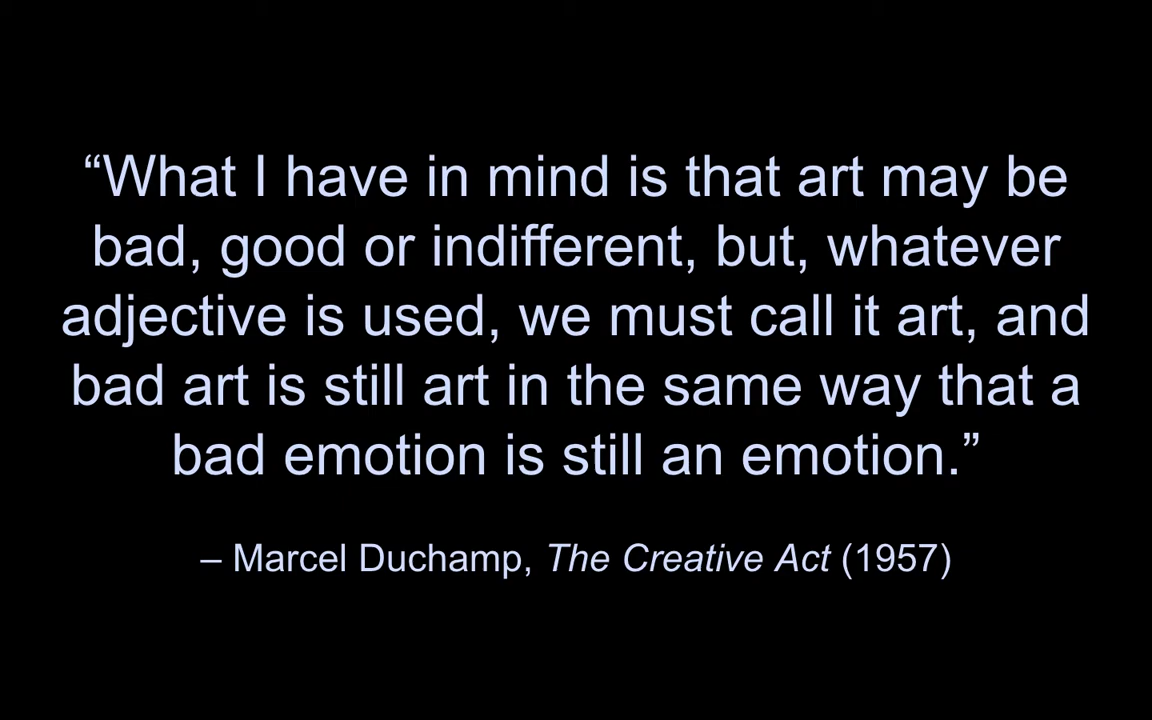 “What I have in mind is that art may be
bad, good or indifferent, but, whatever
adjective is used, we must call it art, and
bad art is still art in the same way that a
bad emotion is still an emotion.”
– Marcel Duchamp, The Creative Act (1957)